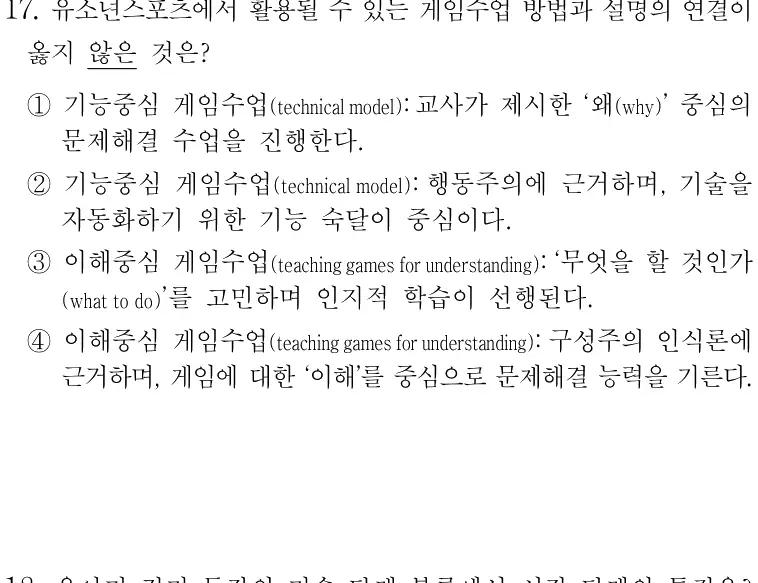 17. 유소년스포츠에서 활용될 수 있는 게임수업 방법과 설명의 연결이
옳지 않은 것은?
① 기능중심 게임수업(technical model): 교사가 제시한 ‘왜(why)’ 중심의
문제해결 수업을 진행한다.
② 기능중심 게임수업(technical model): 행동주의에 근거하며, 기술을
자동화하기 위한 기능 숙달이 중심이다.
③ 이해중심 게임수업(teaching games for understanding): ‘무엇을 할 것인가
(what to do)’를 고민하며 인지적 학습이 선행된다.
④ 이해중심 게임수업(teaching games for understanding): 구성주의 인식론에
근거하며, 게임에 대한 ‘이해’를 중심으로 문제해결 능력을 기른다.